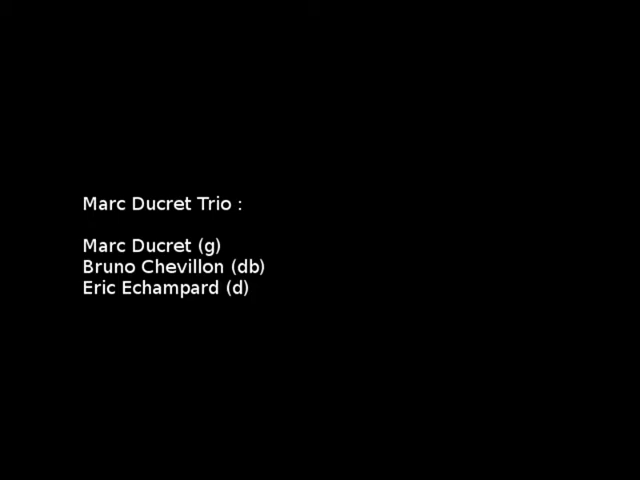 Marc Ducret Trio :
Marc Ducret (g)
Bruno Chevillon (db)
Eric Echampard (d)